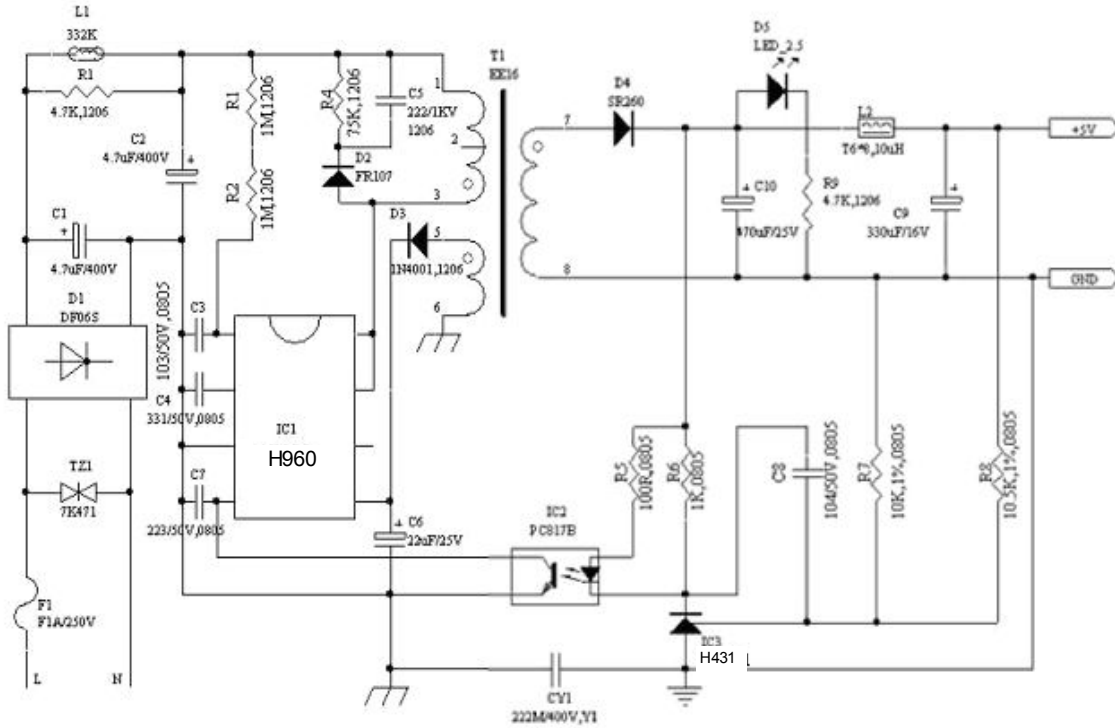 L1
332K
R1
4.7K,1206
C2
4.7uF/400V
C1
4.7uF/400V
D1
DF06S
TZ1
7K471
F1
F1A/250V
L
N
R1
1M,1206
R2
1M,1206
R4
75K,1206
C5
222/1KV
1206
D2
FR107
D3
1N4001,1206
T1
EE16
1
2
3
5
6
7
8
C3
103/50V,0805
C4
331/50V,0805
C7
223/50V,0805
IC1
H960
C6
22uF/25V
D4
SR260
D5
LED_2.5
L2
T6*8,10uH
C10
470uF/25V
R9
4.7K,1206
C9
330uF/16V
+5V
GND
R5
100R,0805
R6
1K,0805
C8
104/50V,0805
R7
10K,1%,0805
R8
10.5K,1%,0805
IC2
PC817B
IC3
H431
CY1
222M/400V,Y1